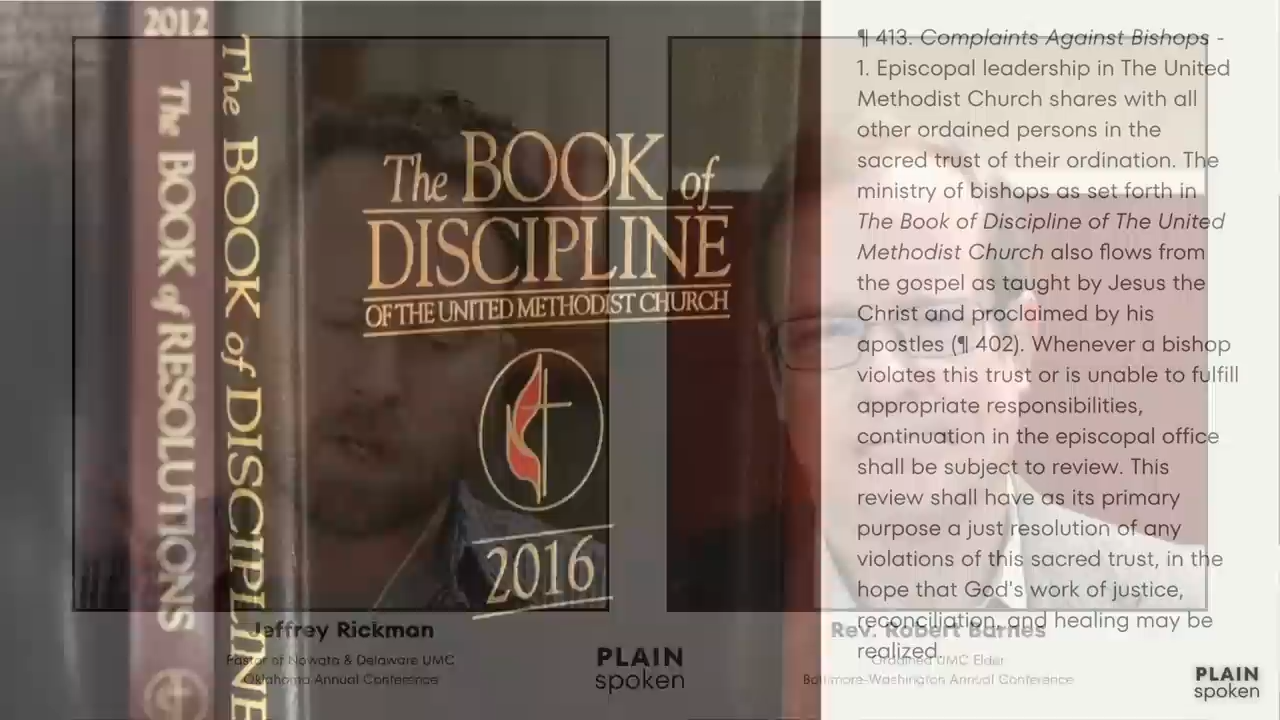 2012
The BOOK of RESOLUTIONS
The BOOK of DISCIPLINE
The BOOK of
DISCIPLINE
OF THE UNITED METHODIST CHURCH
2016
¶ 413. Complaints Against Bishops -
1. Episcopal leadership in The United
Methodist Church shares with all
other ordained persons in the
sacred trust of their ordination. The
ministry of bishops as set forth in
The Book of Discipline of The United
Methodist Church also flows from
the gospel as taught by Jesus the
Christ and proclaimed by his
apostles (¶ 402). Whenever a bishop
violates this trust or is unable to fulfill
appropriate responsibilities,
continuation in the episcopal office
shall be subject to review. This
review shall have as its primary
purpose a just resolution of any
violations of this sacred trust, in the
hope that God's work of justice,
reconciliation, and healing may be
realized.
Jeffrey Rickman
Pastor of Nowata & Delaware UMC
Oklahoma Annual Conference
PLAIN
spoken
Rev. Robert Barnes
Ordained UMC Elder
Baltimore-Washington Annual Conference
PLAIN
spoken